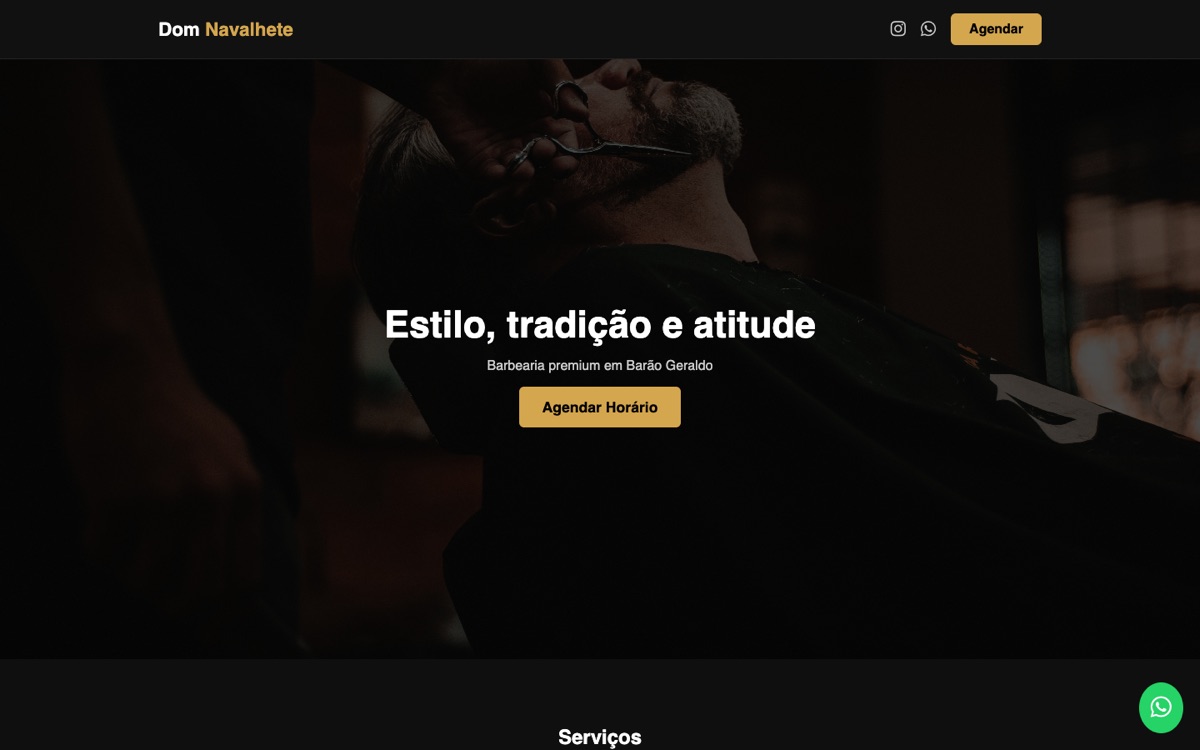 Dom Navalhete
Agendar
Estilo, tradição e atitude
Barbearia premium em Barão Geraldo
Agendar Horário
Serviços